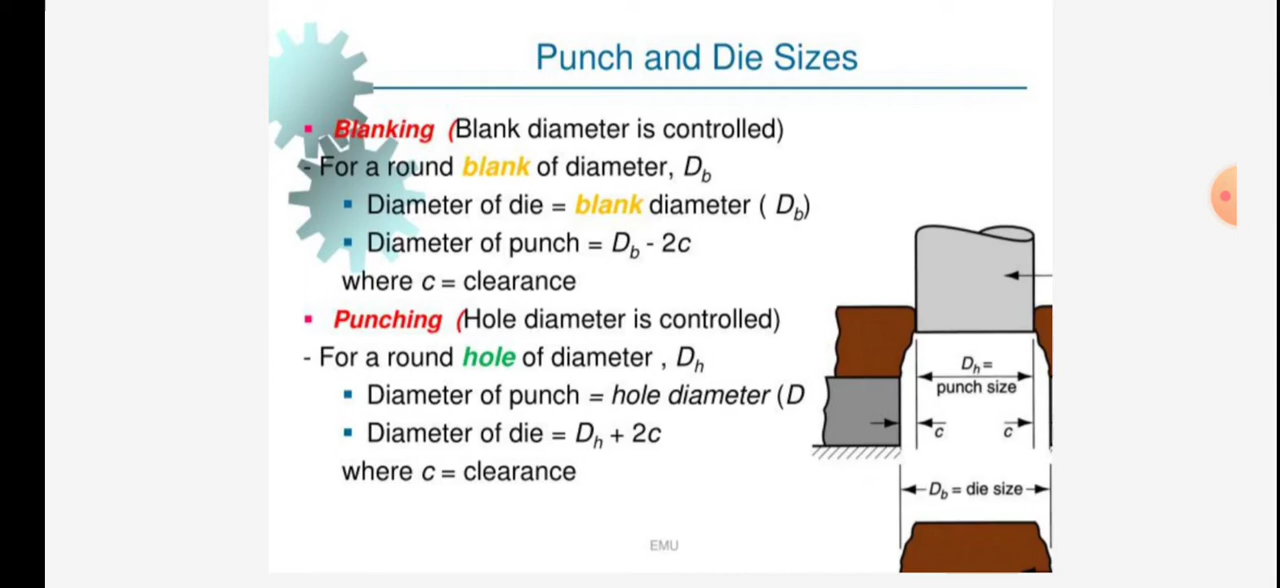 Punch and Die Sizes
▪ Blanking (Blank diameter is controlled)
- For a round blank of diameter, Db
▪ Diameter of die = blank diameter ( Db)
▪ Diameter of punch = Db - 2c
where c = clearance
▪ Punching (Hole diameter is controlled)
- For a round hole of diameter , Dh
▪ Diameter of punch = hole diameter (D
▪ Diameter of die = Dh + 2c
where c = clearance
Dh =
punch size
c c
Db = die size
EMU